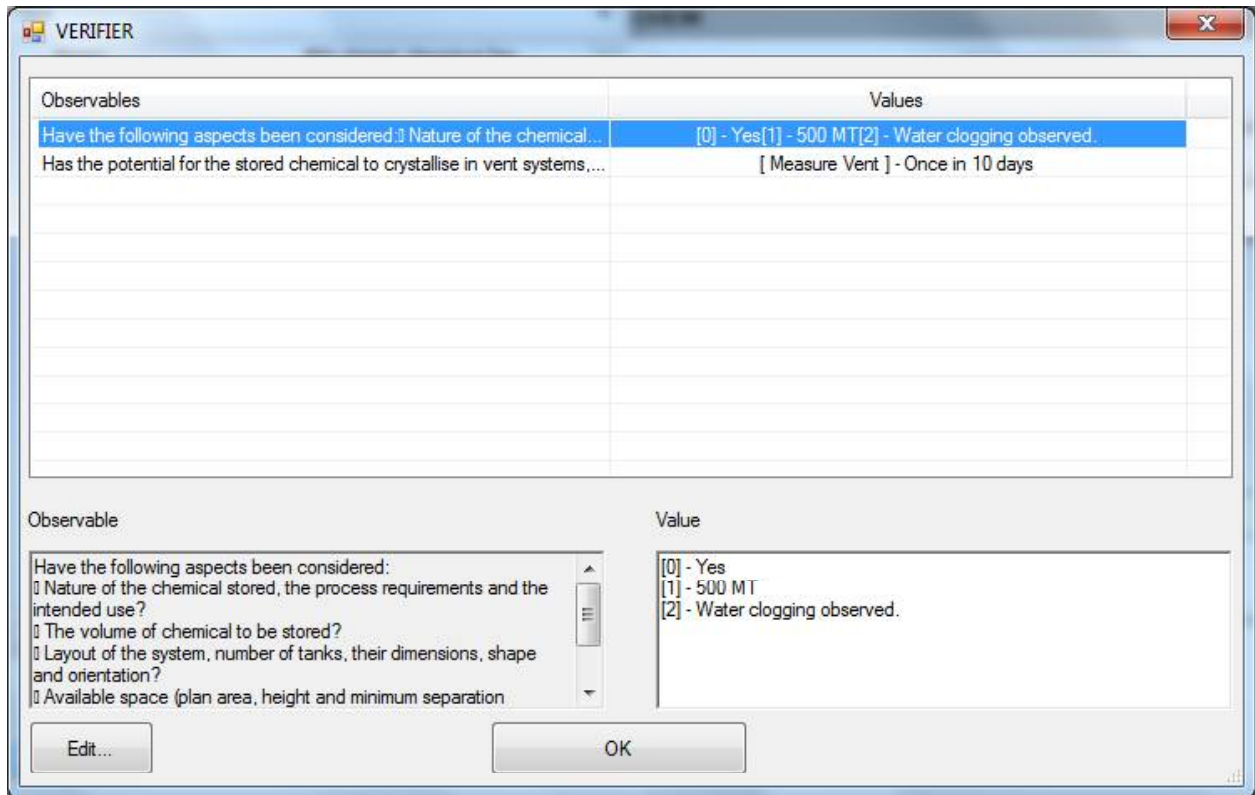 VERIFIER
Observables Values
Have the following aspects been considered:▯ Nature of the chemical... [0] - Yes[1] - 500 MT[2] - Water clogging observed.
Has the potential for the stored chemical to crystallise in vent systems,... [ Measure Vent ] - Once in 10 days
Observable
Have the following aspects been considered:
▯ Nature of the chemical stored, the process requirements and the
intended use?
▯ The volume of chemical to be stored?
▯ Layout of the system, number of tanks, their dimensions, shape
and orientation?
▯ Available space (plan area, height and minimum separation
Value
[0] - Yes
[1] - 500 MT
[2] - Water clogging observed.
Edit...
OK